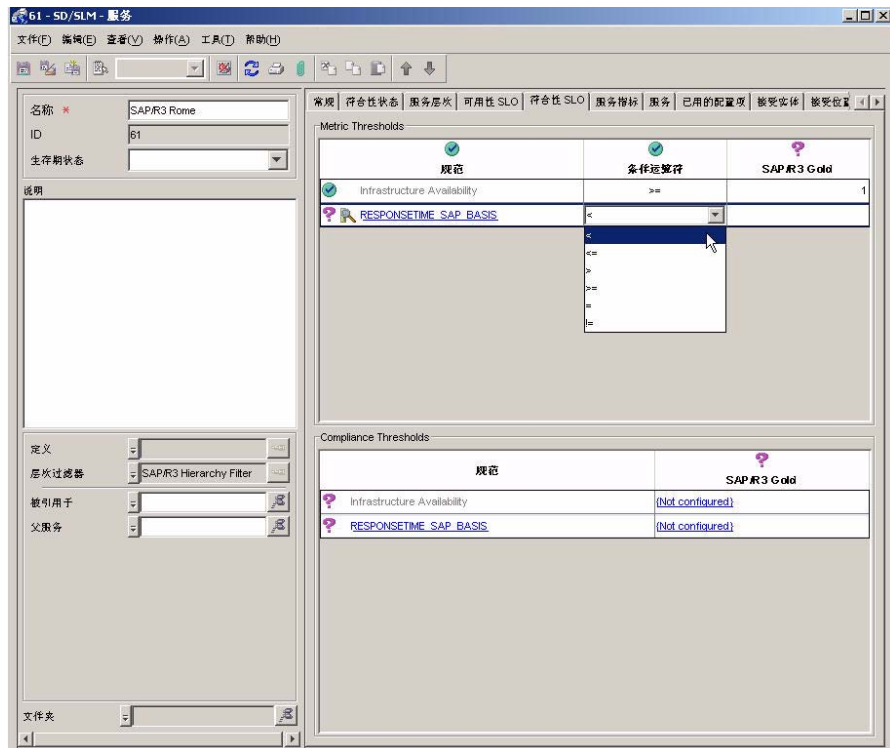 61 - SD/SLM - 服务
文件(F) 编辑(E) 查看(V) 操作(A) 工具(T) 帮助(H)
名称 SAP/R3 Rome
ID 61
生存期状态
说明
定义
层次过滤器 SAP/R3 Hierarchy Filter
被引用于
父服务
文件夹
常规 符合性状态 服务层次 可用性 SLO 符合性 SLO 服务指标 服务 已用的配置项 接受实体 接受位置
Metric Thresholds
规范 条件运算符 SAP/R3 Gold
Infrastructure Availability >= 1
RESPONSETIME SAP BASIS <
<
<=
>
>=
=
!=
Compliance Thresholds
规范 SAP/R3 Gold
Infrastructure Availability {Not configured}
RESPONSETIME SAP BASIS {Not configured}